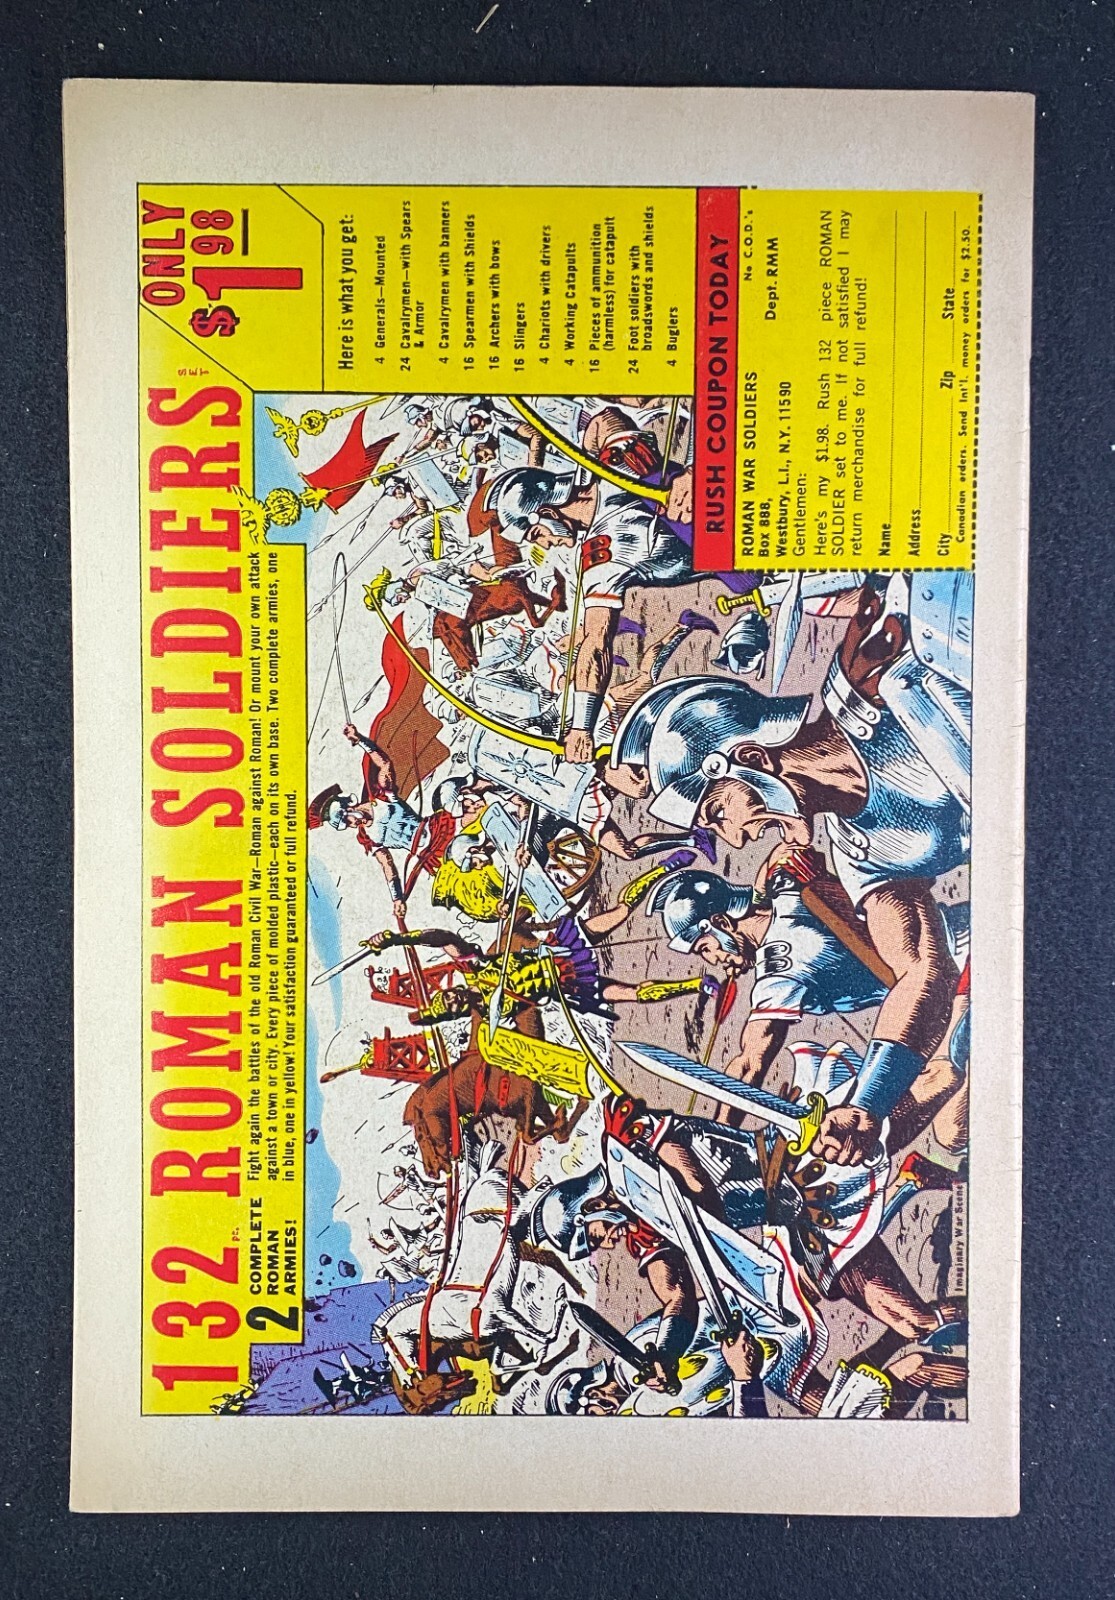 132 PC. ROMAN SOLDIERS SET
ONLY
$1.98
2 COMPLETE
ROMAN
ARMIES!
Fight again the battles of the old Roman Civil War—Roman against Roman! Or mount your own attack
against a town or city. Every piece of molded plastic—each on its own base. Two complete armies, one
in blue, one in yellow! Your satisfaction guaranteed or full refund.
Here is what you get:
4 Generals—Mounted
24 Cavalrymen—with Spears
& Armor
4 Cavalrymen with banners
16 Spearmen with Shields
16 Archers with bows
16 Slingers
4 Chariots with drivers
4 Working Catapults
16 Pieces of ammunition
(harmless) for catapult
24 Foot soldiers with
broadswords and shields
4 Buglers
RUSH COUPON TODAY
No C.O.D.'s
ROMAN WAR SOLDIERS
Box 888, Dept. RMM
Westbury, L.I., N.Y. 11590
Gentlemen:
Here's my $1.98. Rush 132 piece ROMAN
SOLDIER set to me. If not satisfied I may
return merchandise for full refund!
Name
Address
City Zip State
Canadian orders. Send Int'l. money orders for $2.50.
Imaginary War Scene